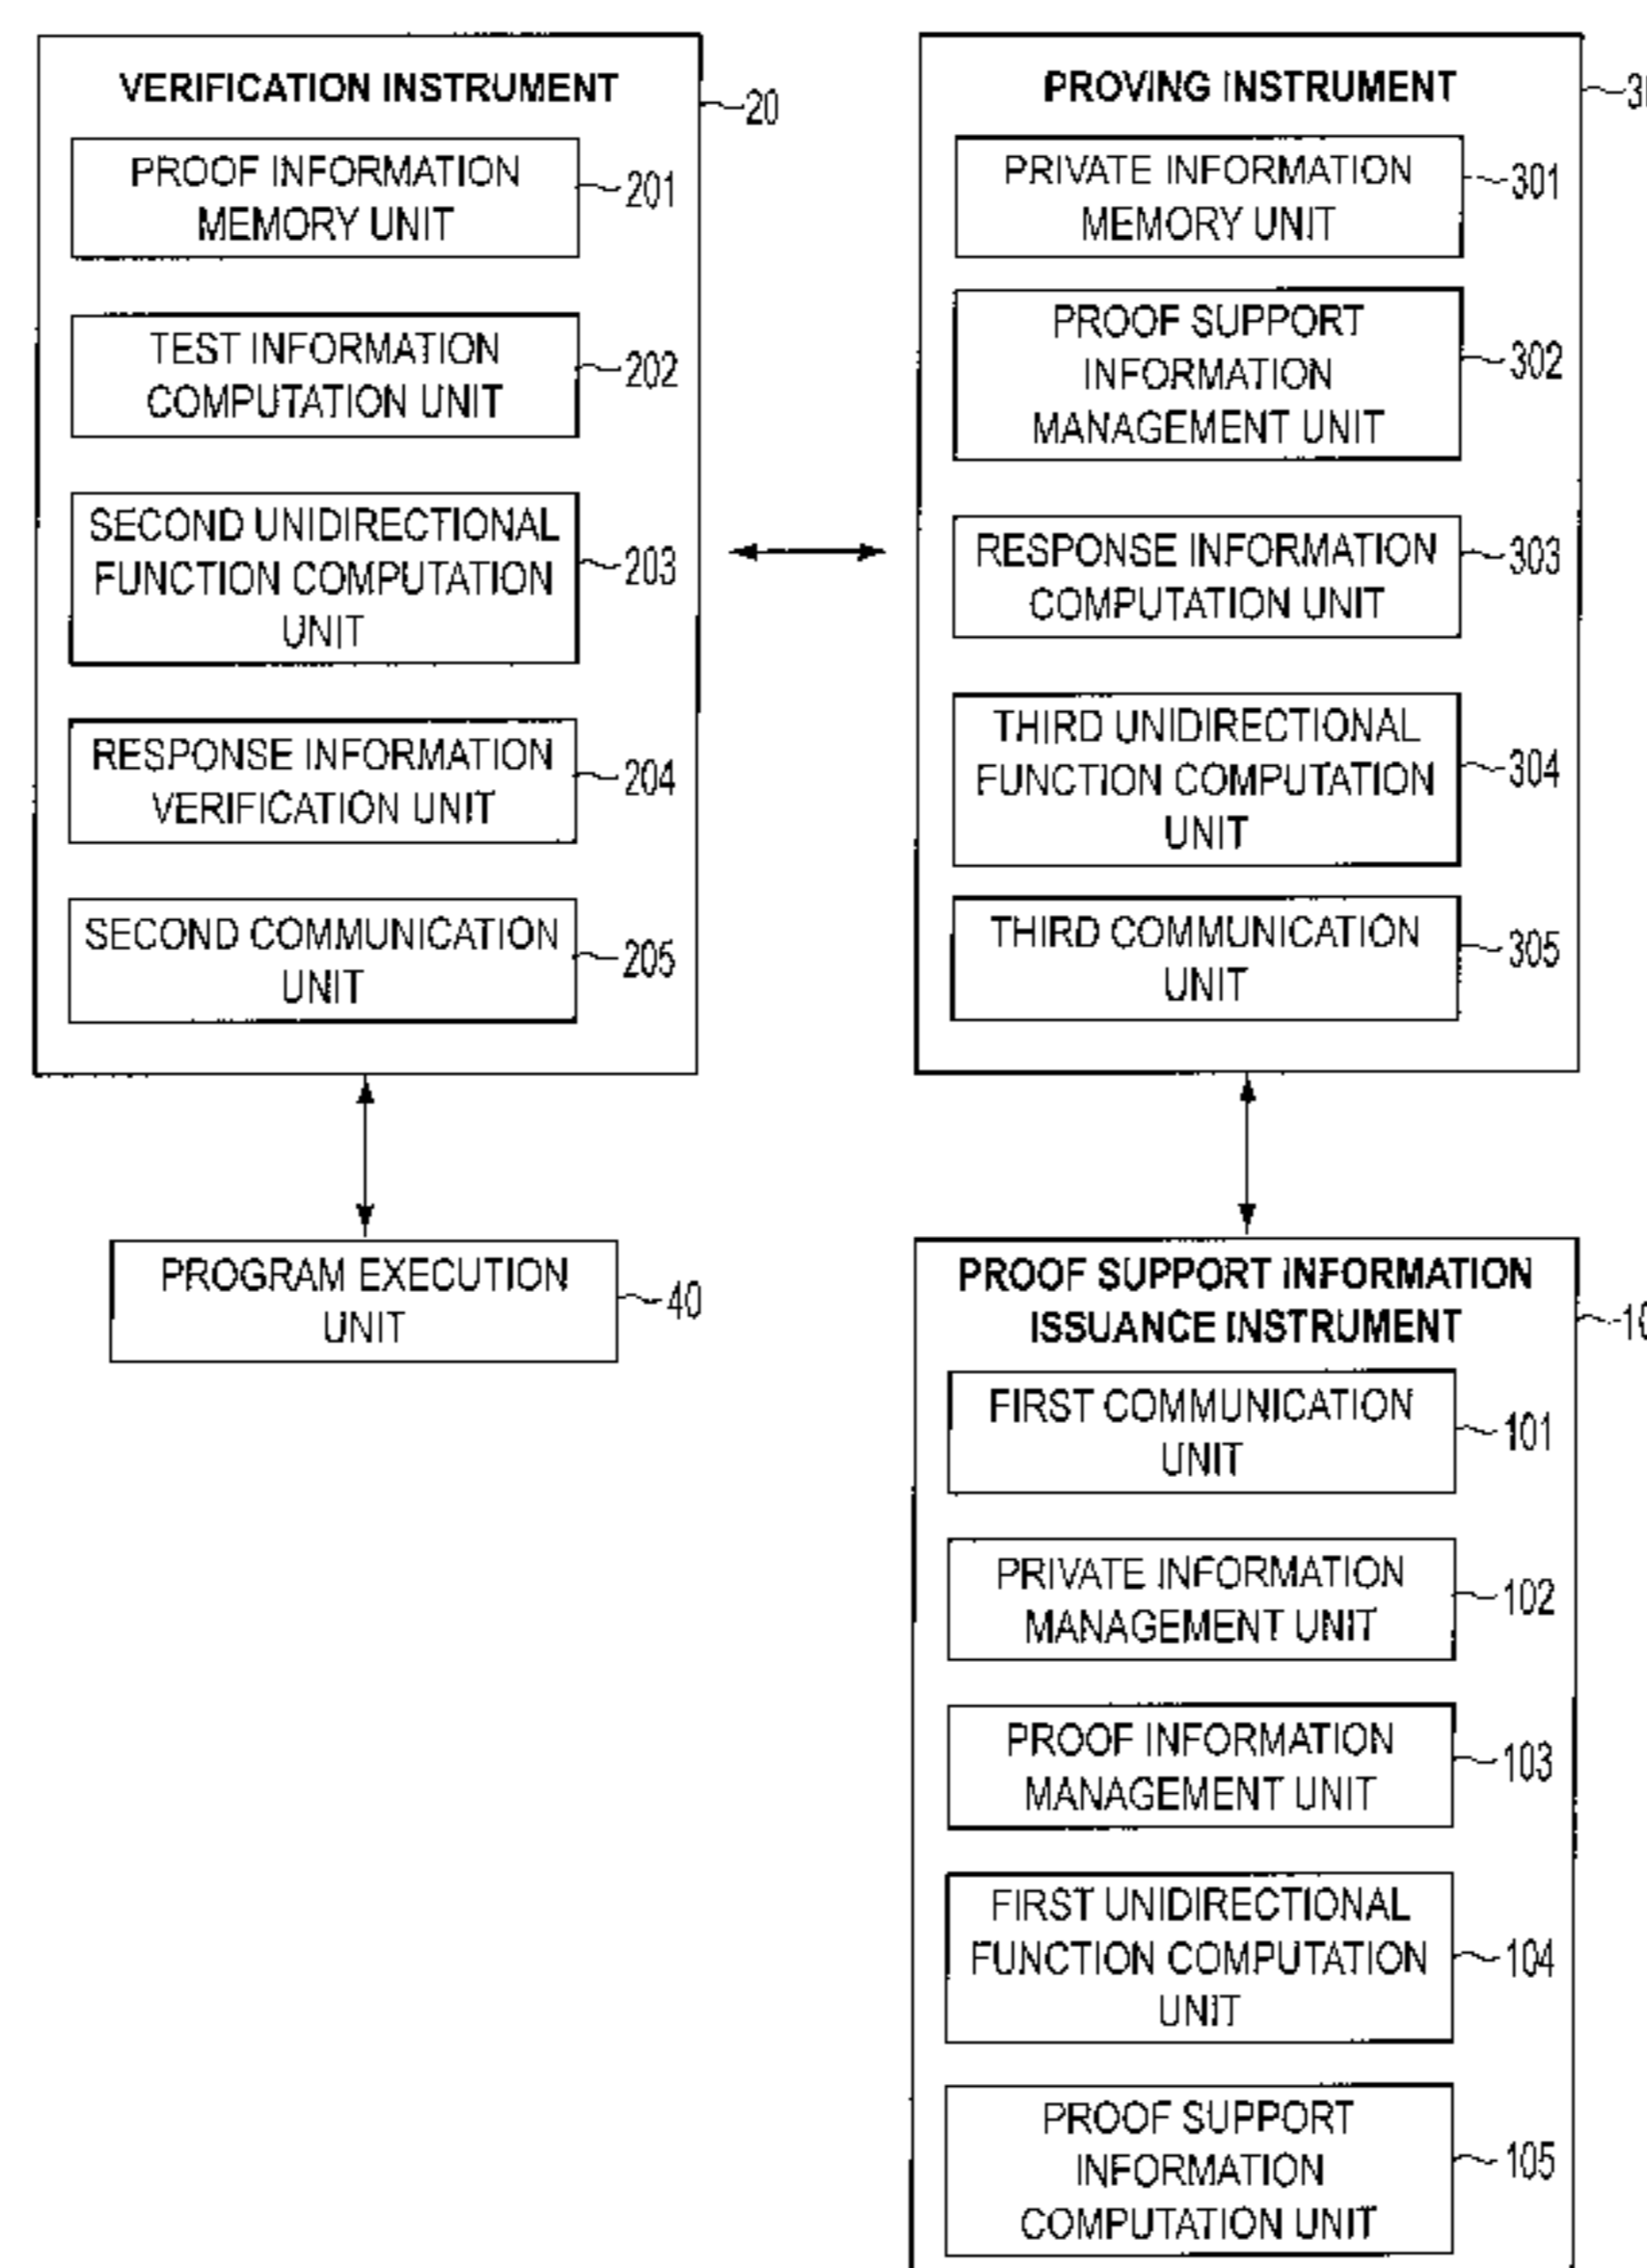 VERIFICATION INSTRUMENT
20
PROOF INFORMATION
MEMORY UNIT
201
TEST INFORMATION
COMPUTATION UNIT
202
SECOND UNIDIRECTIONAL
FUNCTION COMPUTATION
UNIT
203
RESPONSE INFORMATION
VERIFICATION UNIT
204
SECOND COMMUNICATION
UNIT
205
PROVING INSTRUMENT
PRIVATE INFORMATION
MEMORY UNIT
301
PROOF SUPPORT
INFORMATION
MANAGEMENT UNIT
302
RESPONSE INFORMATION
COMPUTATION UNIT
303
THIRD UNIDIRECTIONAL
FUNCTION COMPUTATION
UNIT
304
THIRD COMMUNICATION
UNIT
305
PROGRAM EXECUTION
UNIT
40
PROOF SUPPORT INFORMATION
ISSUANCE INSTRUMENT
10
FIRST COMMUNICATION
UNIT
101
PRIVATE INFORMATION
MANAGEMENT UNIT
102
PROOF INFORMATION
MANAGEMENT UNIT
103
FIRST UNIDIRECTIONAL
FUNCTION COMPUTATION
UNIT
104
PROOF SUPPORT
INFORMATION
COMPUTATION UNIT
105